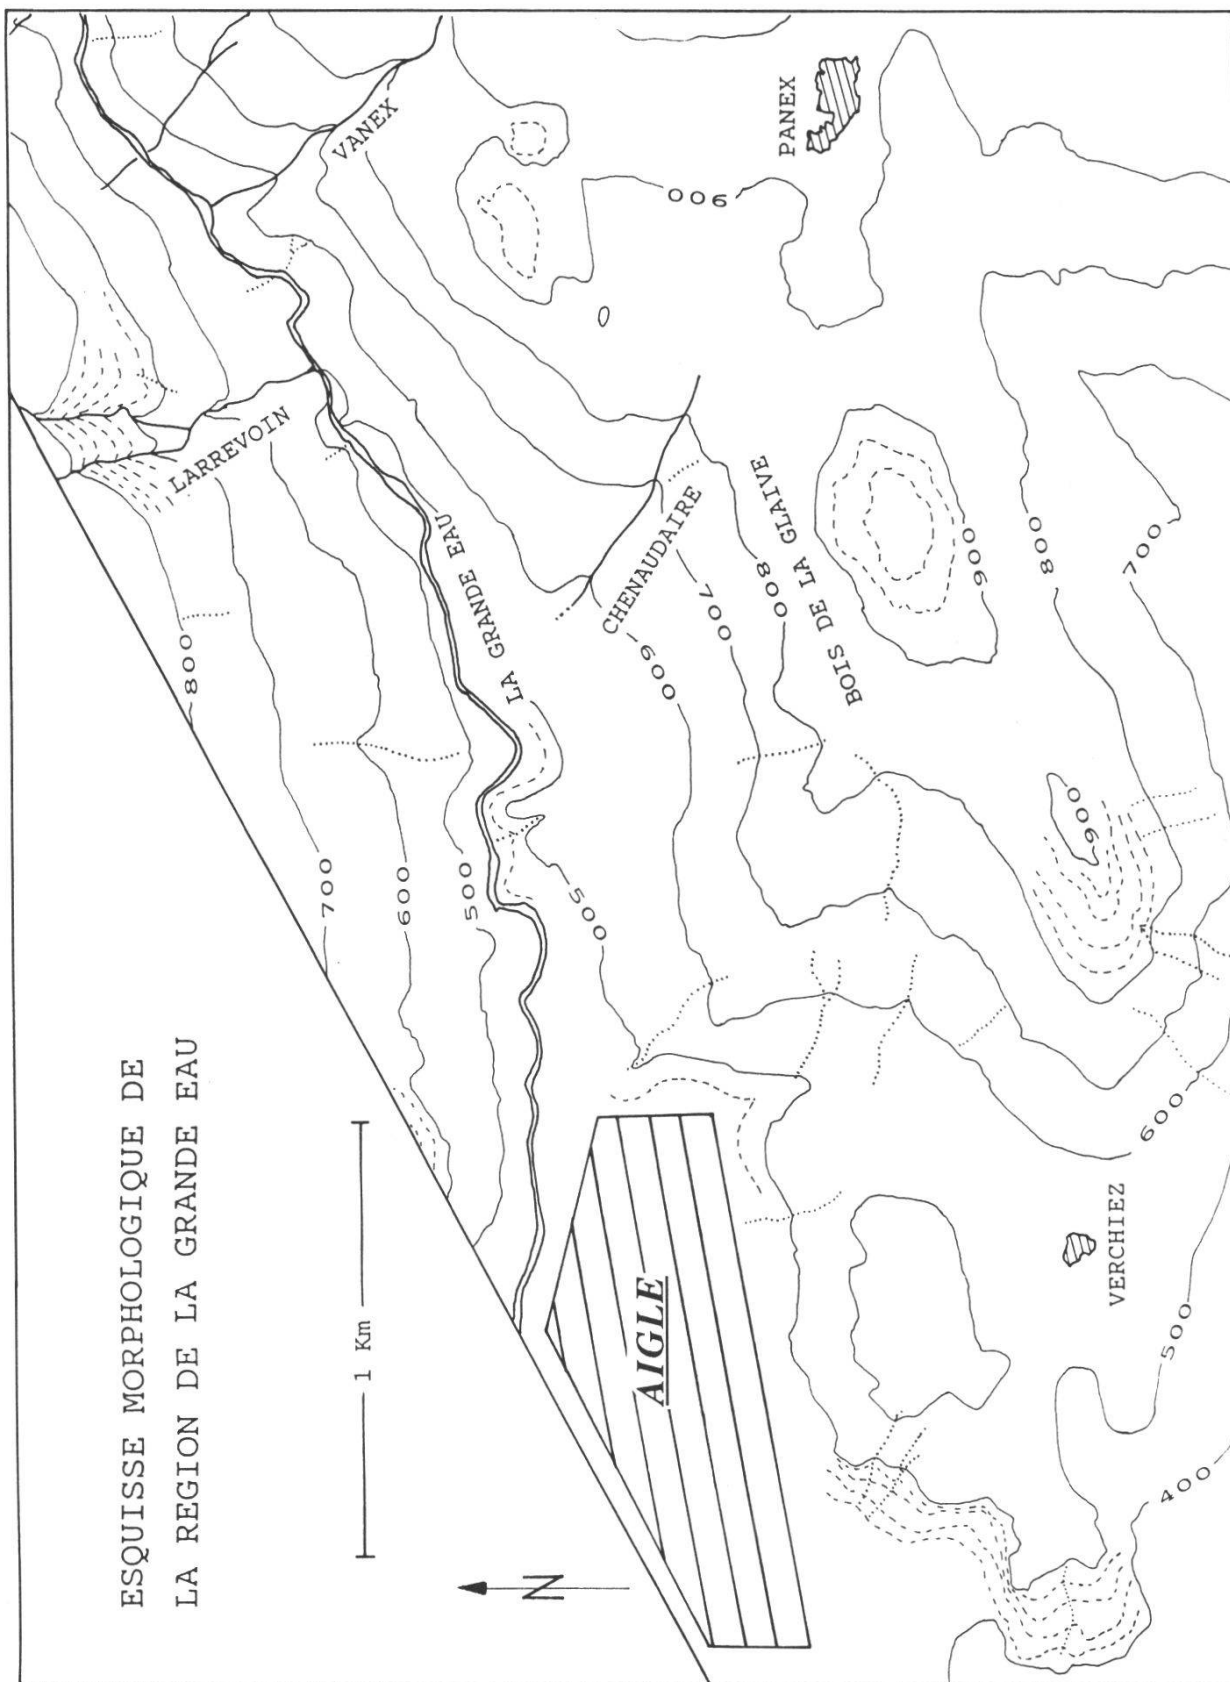 ESQUISSE MORPHOLOGIQUE DE
LA REGION DE LA GRANDE EAU
800
LARREVOIN
700
1 Km
VANEX
600
500
LA GRANDE EAU
N
500
600
CHENAUDAIRE
AIGLE
900
700
800
PANEX
BOIS DE LA GLAIVE
900
800
900
VERCHIEZ
700
600
500
400